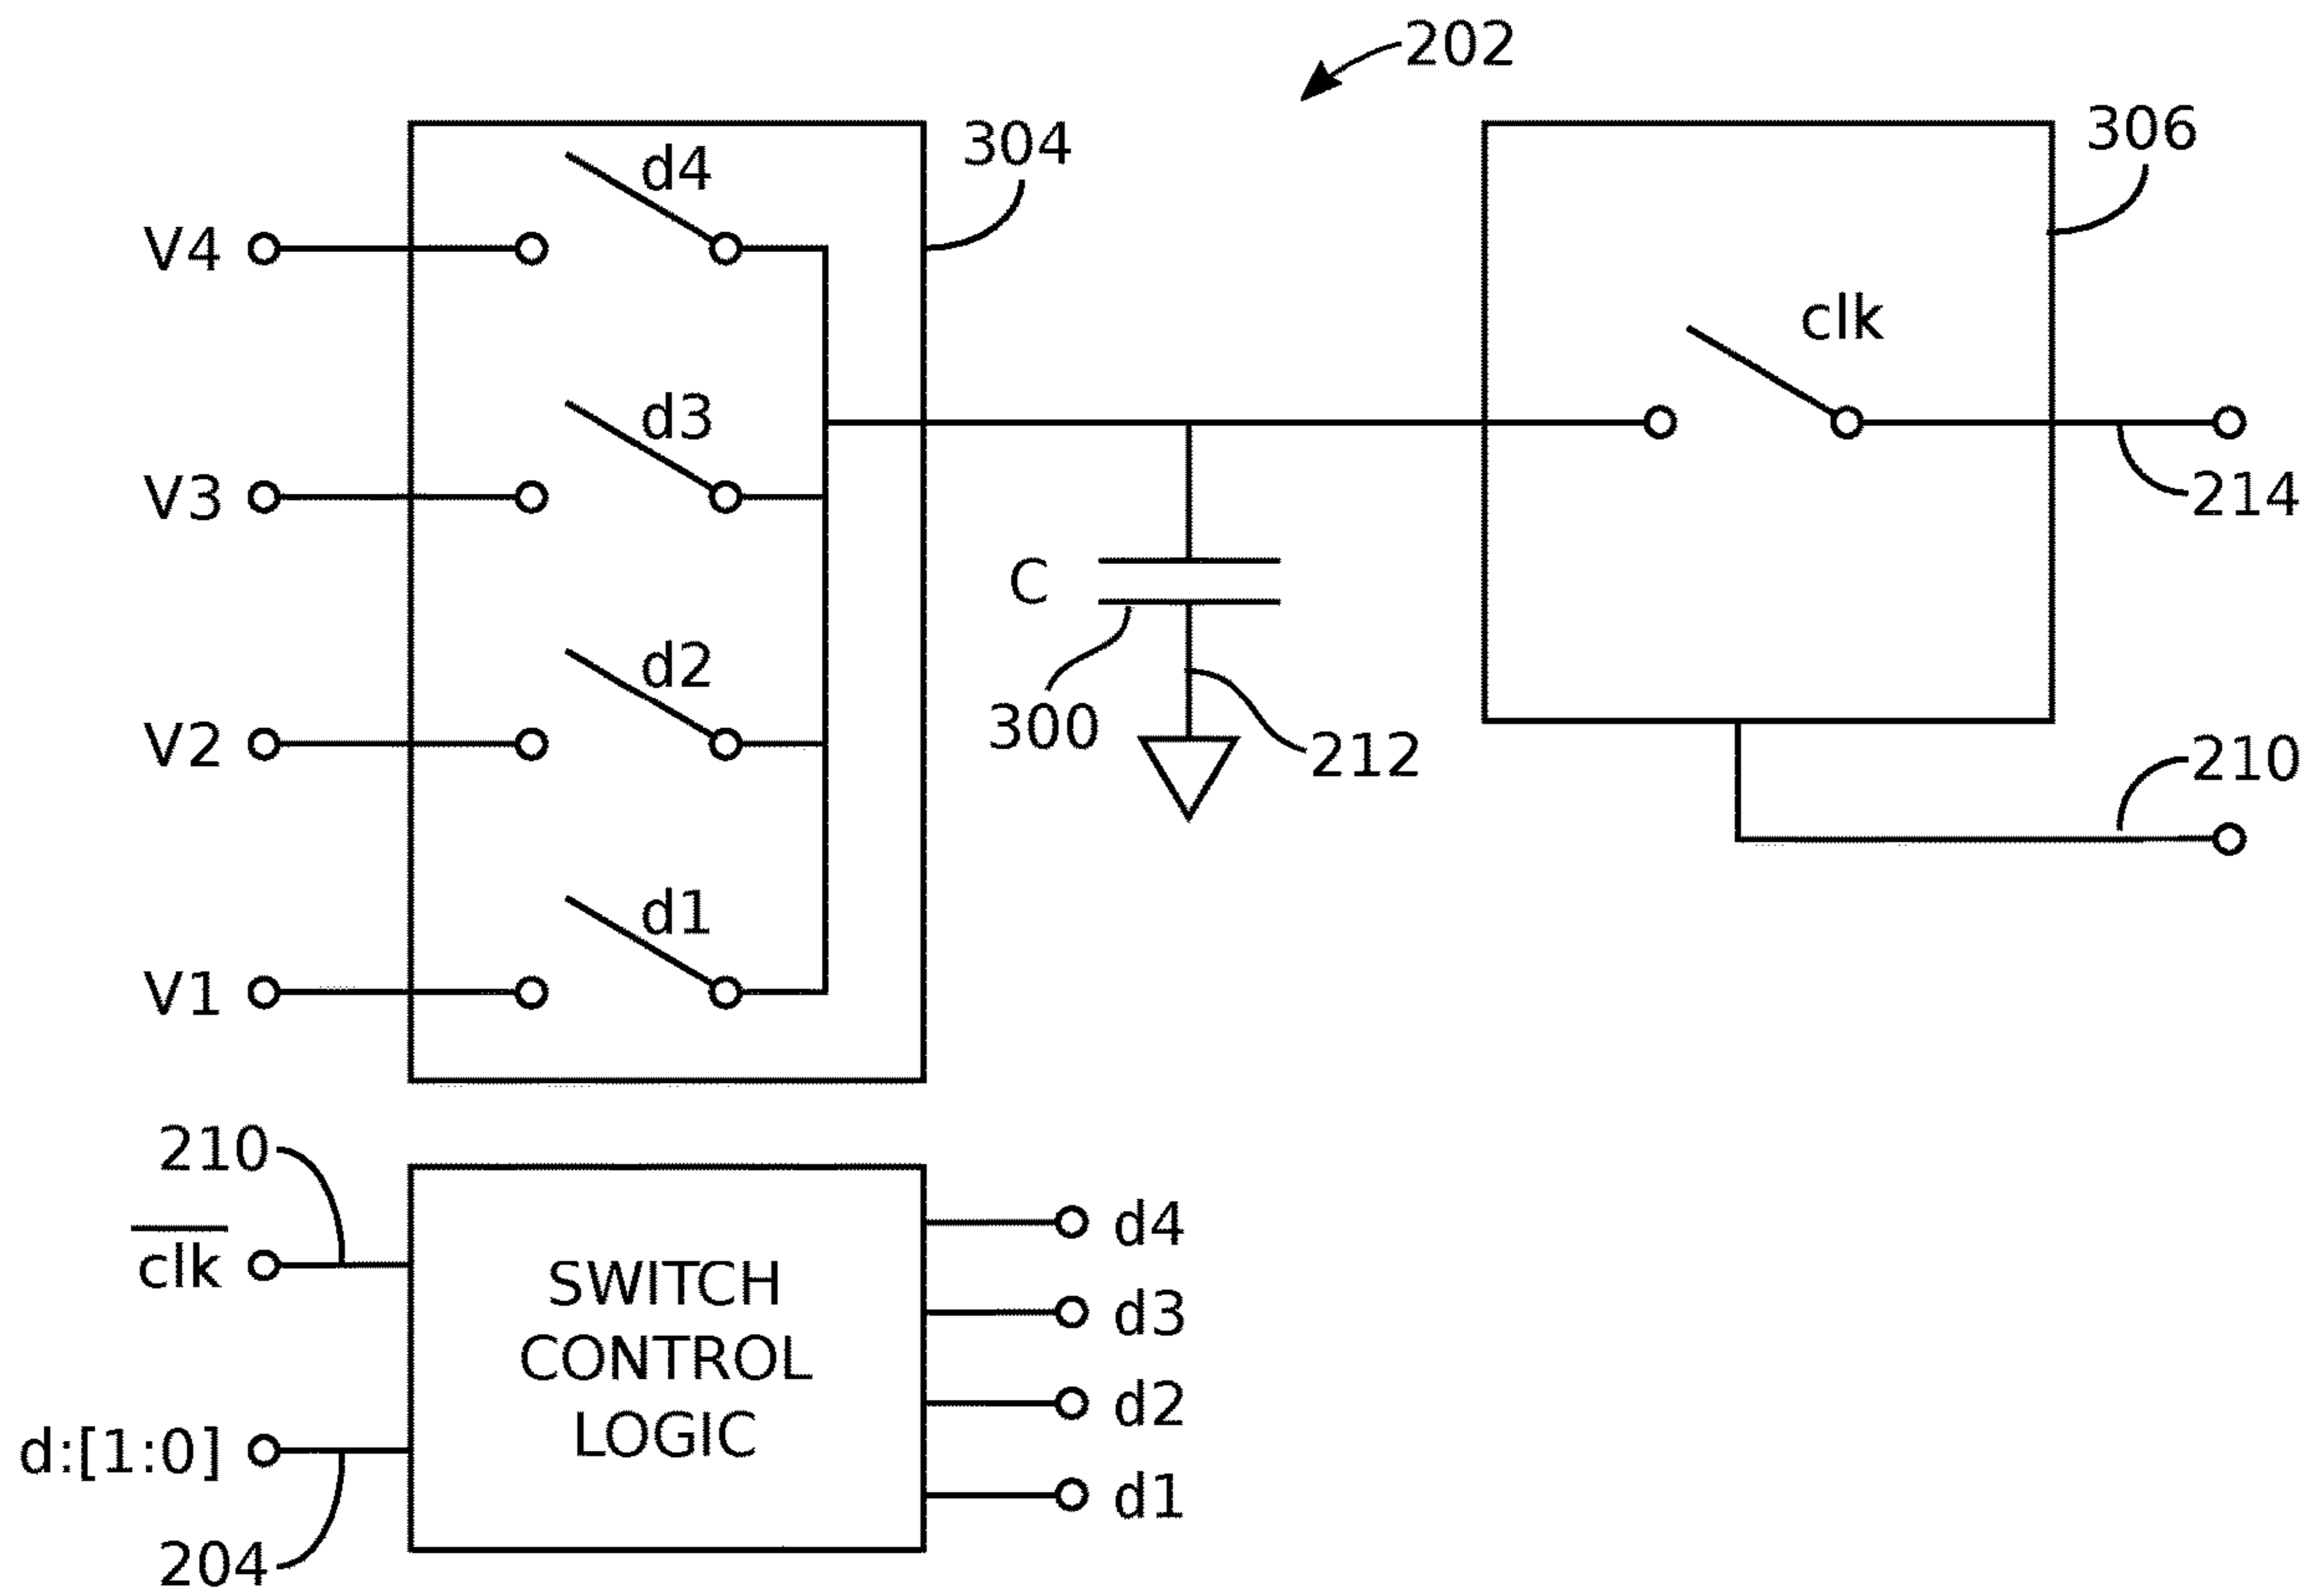 202
304
306
d4
V4
clk
d3
V3
214
C
d2
300
212
V2
210
d1
V1
210
c̅l̅k̅
SWITCH
CONTROL
LOGIC
d4
d3
d2
d1
d:[1:0]
204